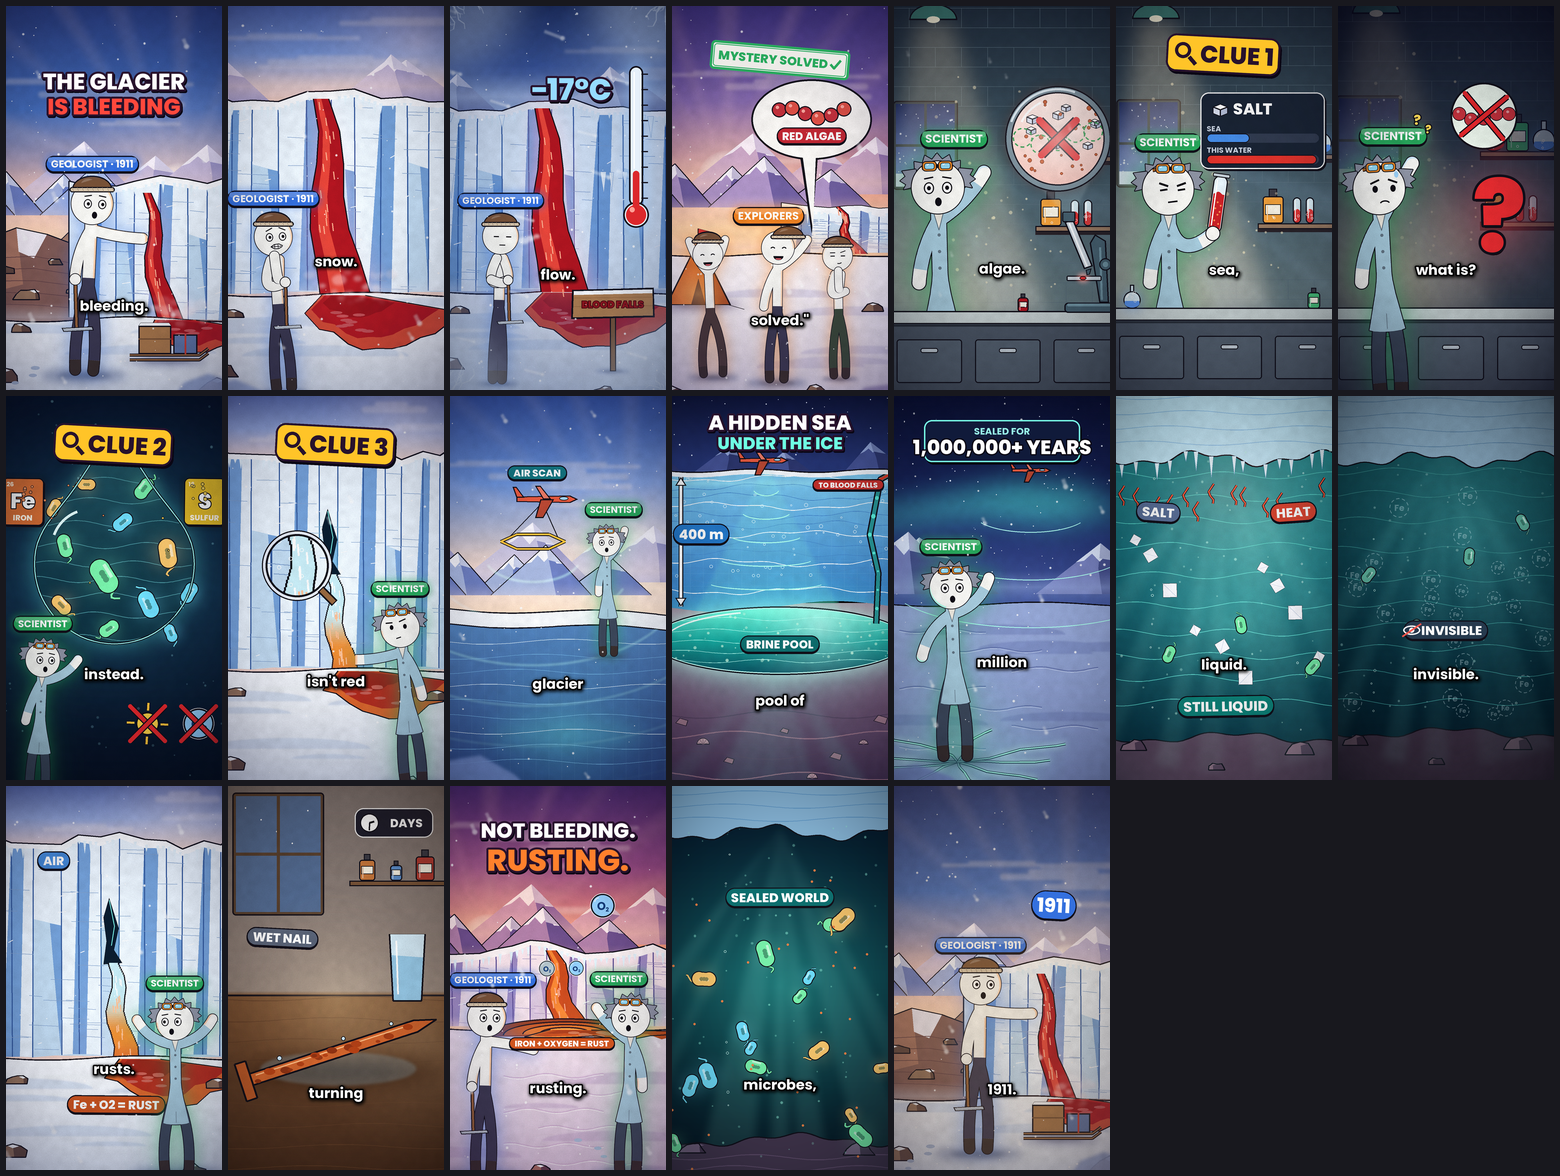 THE GLACIER
IS BLEEDING
GEOLOGIST · 1911
bleeding.
GEOLOGIST · 1911
snow.
-17°C
GEOLOGIST · 1911
flow.
BLOOD FALLS
MYSTERY SOLVED
RED ALGAE
EXPLORERS
solved."
SCIENTIST
algae.
CLUE 1
SALT
SEA
THIS WATER
SCIENTIST
sea,
SCIENTIST
? ?
?
what is?
CLUE 2
26
Fe
IRON
S
SULFUR
SCIENTIST
instead.
CLUE 3
SCIENTIST
isn't red
AIR SCAN
SCIENTIST
glacier
A HIDDEN SEA
UNDER THE ICE
TO BLOOD FALLS
400 m
BRINE POOL
pool of
SEALED FOR
1,000,000+ YEARS
SCIENTIST
million
SALT
HEAT
liquid.
STILL LIQUID
Fe
INVISIBLE
invisible.
AIR
SCIENTIST
rusts.
Fe + O2 = RUST
DAYS
WET NAIL
turning
NOT BLEEDING.
RUSTING.
O₂
GEOLOGIST · 1911
SCIENTIST
O₂
O₂
IRON + OXYGEN = RUST
rusting.
SEALED WORLD
microbes,
1911
GEOLOGIST · 1911
1911.